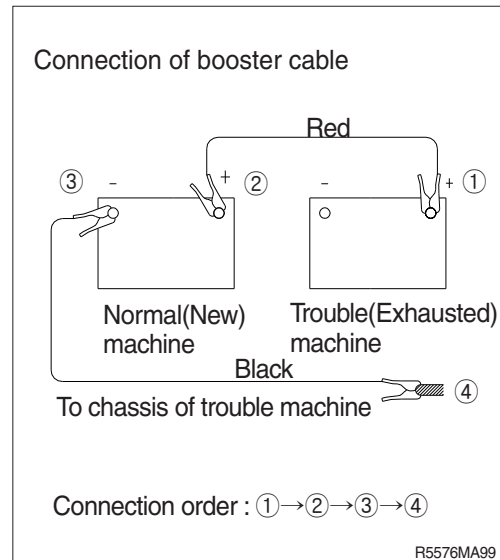 Connection of booster cable
Red
③ - + ② - + ①
Normal(New)
machine
Trouble(Exhausted)
machine
Black
④
To chassis of trouble machine
Connection order : ①→②→③→④
R5576MA99